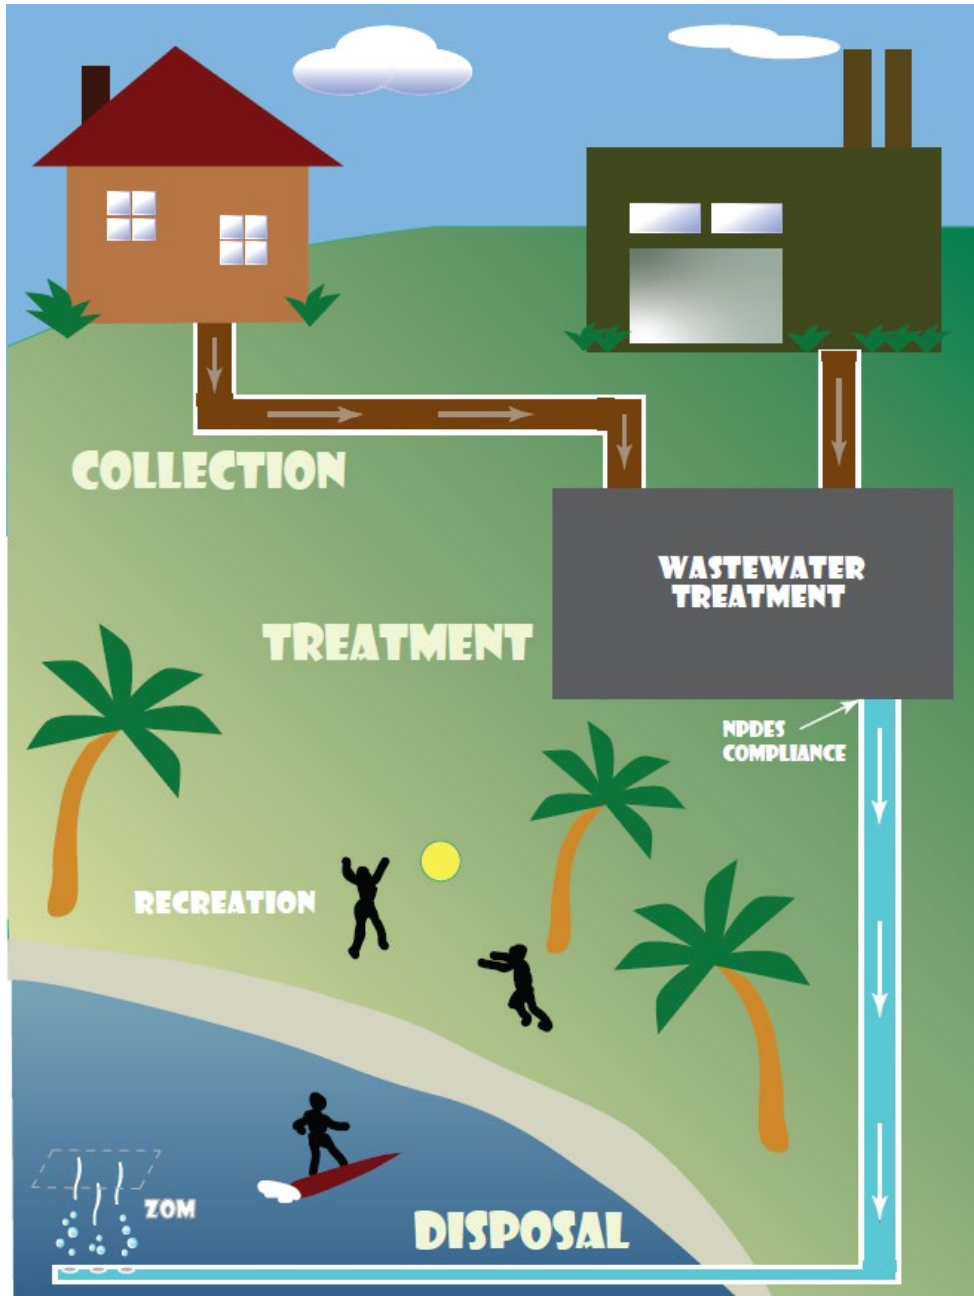 COLLECTION
WASTEWATER
TREATMENT
TREATMENT
NPDES
COMPLIANCE
RECREATION
ZOM
DISPOSAL